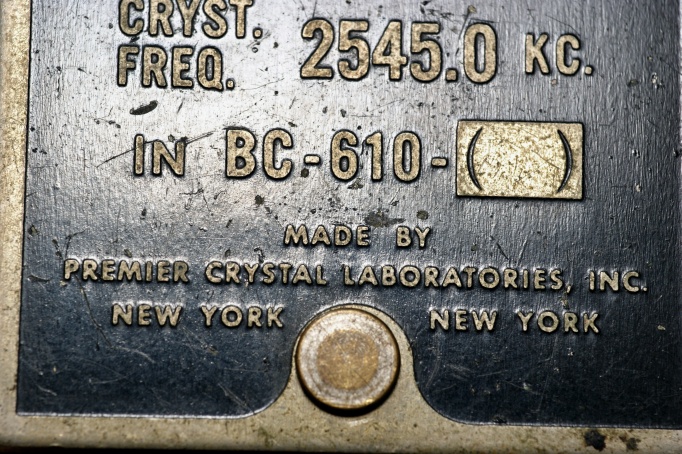 CRYST. 2545.0 KC.
FREQ.
IN BC-610-( )
MADE BY
PREMIER CRYSTAL LABORATORIES, INC.
NEW YORK NEW YORK